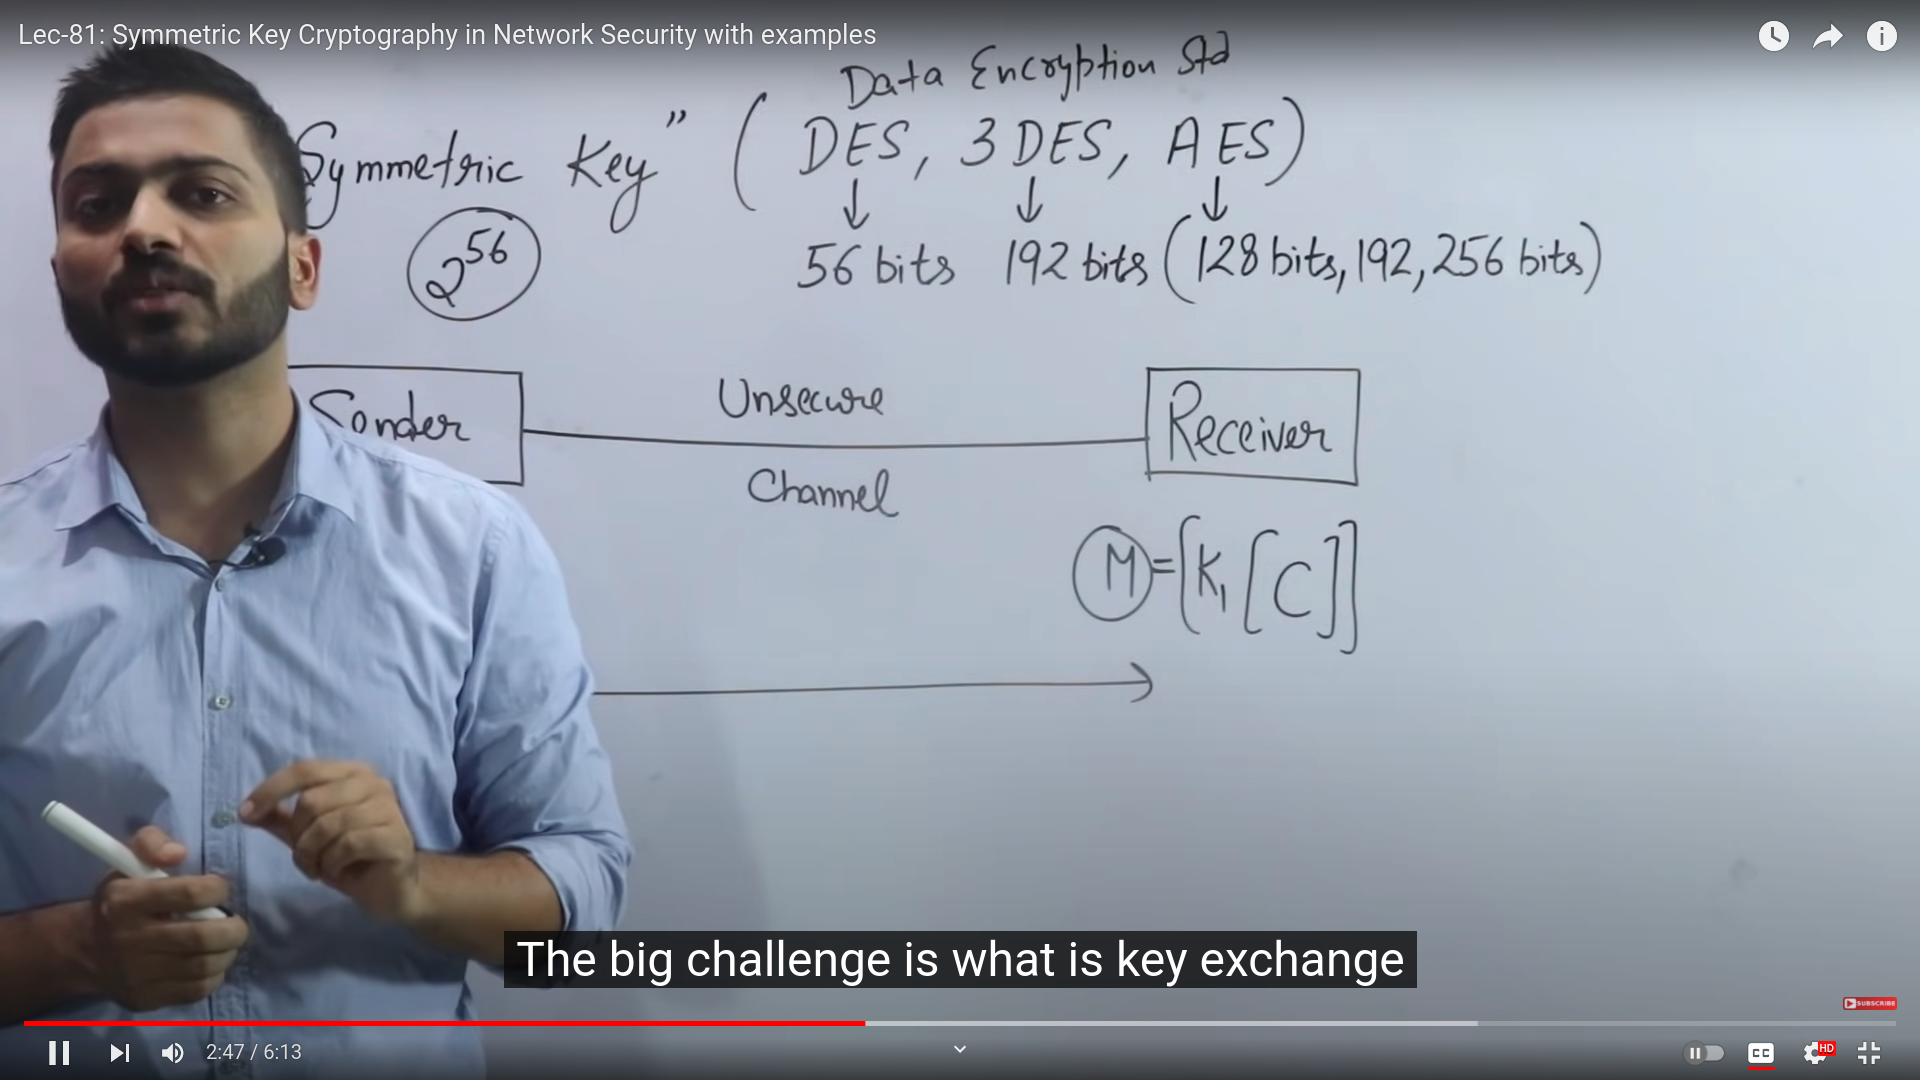 Lec-81: Symmetric Key Cryptography in Network Security with examples
Data Encryption Std
Symmetric Key” ( DES, 3DES, AES)
↓ ↓ ↓
2^56 56 bits 192 bits (128 bits, 192, 256 bits)
Sender Unsecure Receiver
Channel
M = [K₁ [C]]
The big challenge is what is key exchange
SUBSCRIBE
2:47 / 6:13 CC HD